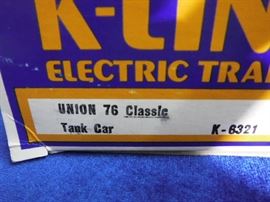 K-LIN
ELECTRIC TRA
UNION 76 Classic
Tank Car K-6321